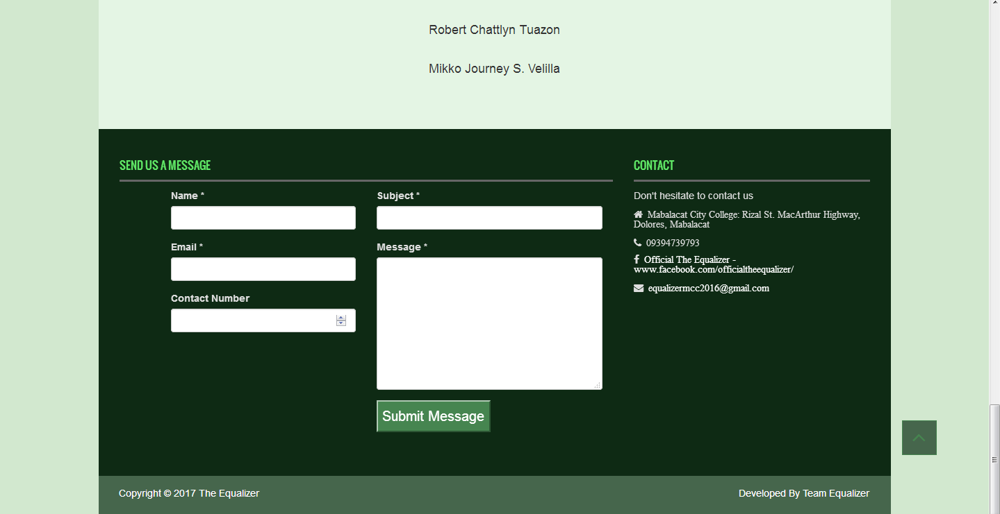 Robert Chattlyn Tuazon
Mikko Journey S. Velilla
SEND US A MESSAGE
Name *
Subject *
Email *
Message *
Contact Number
Submit Message
CONTACT
Don't hesitate to contact us
Mabalacat City College: Rizal St. MacArthur Highway,
Dolores, Mabalacat
09394739793
Official The Equalizer -
www.facebook.com/officialtheequalizer/
equalizermcc2016@gmail.com
Copyright © 2017 The Equalizer
Developed By Team Equalizer